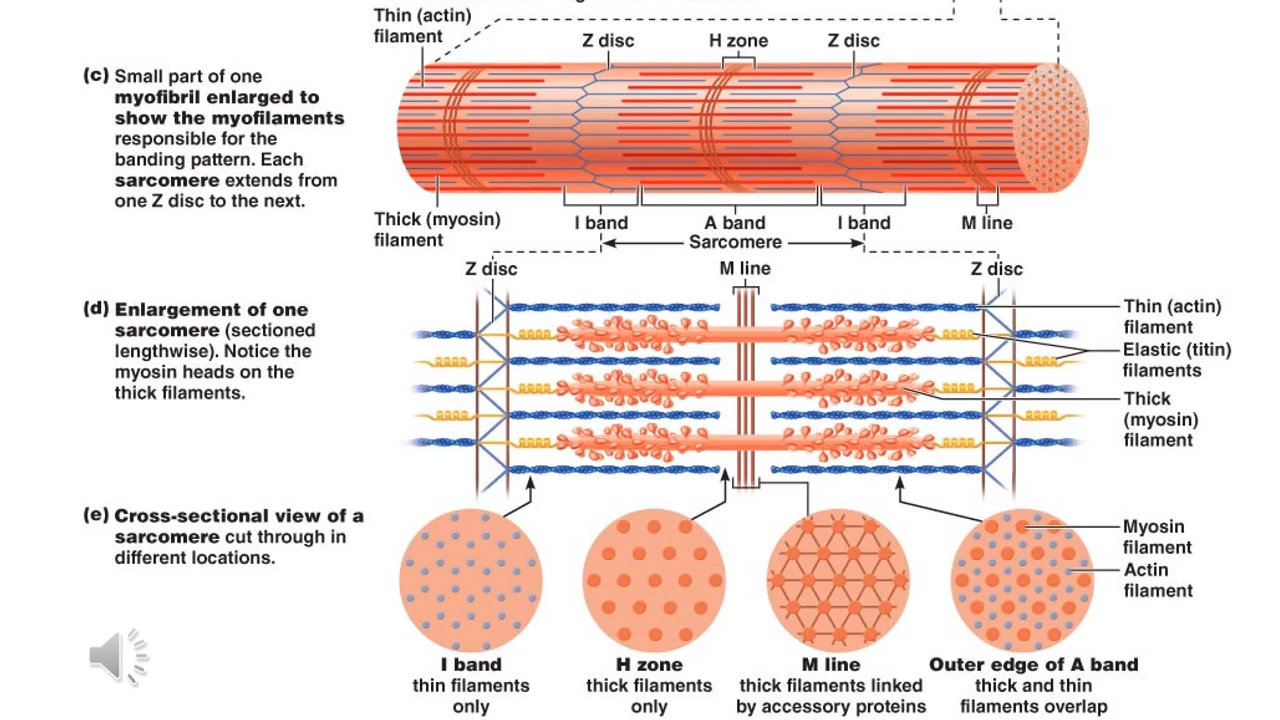 Thin (actin)
filament
Z disc
H zone
Z disc
(c) Small part of one
myofibril enlarged to
show the myofilaments
responsible for the
banding pattern. Each
sarcomere extends from
one Z disc to the next.
Thick (myosin)
filament
I band
A band
I band
M line
Sarcomere
Z disc
M line
Z disc
(d) Enlargement of one
sarcomere (sectioned
lengthwise). Notice the
myosin heads on the
thick filaments.
Thin (actin)
filament
Elastic (titin)
filaments
Thick
(myosin)
filament
(e) Cross-sectional view of a
sarcomere cut through in
different locations.
Myosin
filament
Actin
filament
I band
thin filaments
only
H zone
thick filaments
only
M line
thick filaments linked
by accessory proteins
Outer edge of A band
thick and thin
filaments overlap